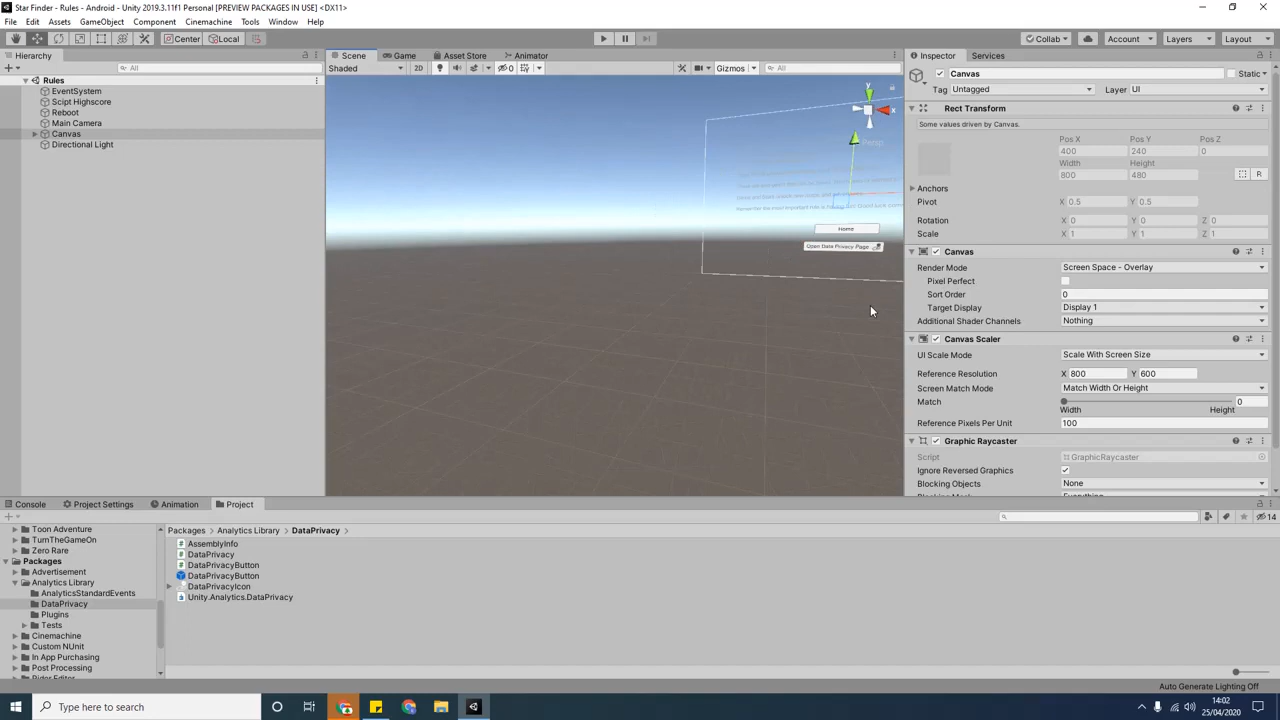 Star Finder - Rules - Android - Unity 2019.3.11f1 Personal [PREVIEW PACKAGES IN USE] <DX11>
File Edit Assets GameObject Component Cinemachine Tools Window Help
Center Local Collab Account Layers Layout
Hierarchy Scene Game Asset Store Animator Inspector Services
All Shaded 2D 0 Gizmos All
Rules
EventSystem
Scipt Highscore
Reboot
Main Camera
Canvas
Directional Light
y
x
Persp
Home
Open Data Privacy Page
Canvas Static
Tag Untagged Layer UI
Rect Transform
Some values driven by Canvas.
Pos X Pos Y Pos Z
400 240 0
Width Height
800 480
R
Anchors
Pivot X 0.5 Y 0.5
Rotation X 0 Y 0 Z 0
Scale X 1 Y 1 Z 1
Canvas
Render Mode Screen Space - Overlay
Pixel Perfect
Sort Order 0
Target Display Display 1
Additional Shader Channels Nothing
Canvas Scaler
UI Scale Mode Scale With Screen Size
Reference Resolution X 800 Y 600
Screen Match Mode Match Width Or Height
Match 0
Width Height
Reference Pixels Per Unit 100
Graphic Raycaster
Script GraphicRaycaster
Ignore Reversed Graphics
Blocking Objects None
Console Project Settings Animation Project
14
Toon Adventure
TurnTheGameOn
Zero Rare
Packages
Advertisement
Analytics Library
AnalyticsStandardEvents
DataPrivacy
Plugins
Tests
Cinemachine
Custom NUnit
In App Purchasing
Post Processing
Packages Analytics Library DataPrivacy
AssemblyInfo
DataPrivacy
DataPrivacyButton
DataPrivacyButton
DataPrivacyIcon
Unity.Analytics.DataPrivacy
Auto Generate Lighting Off
Type here to search
14:02
25/04/2020